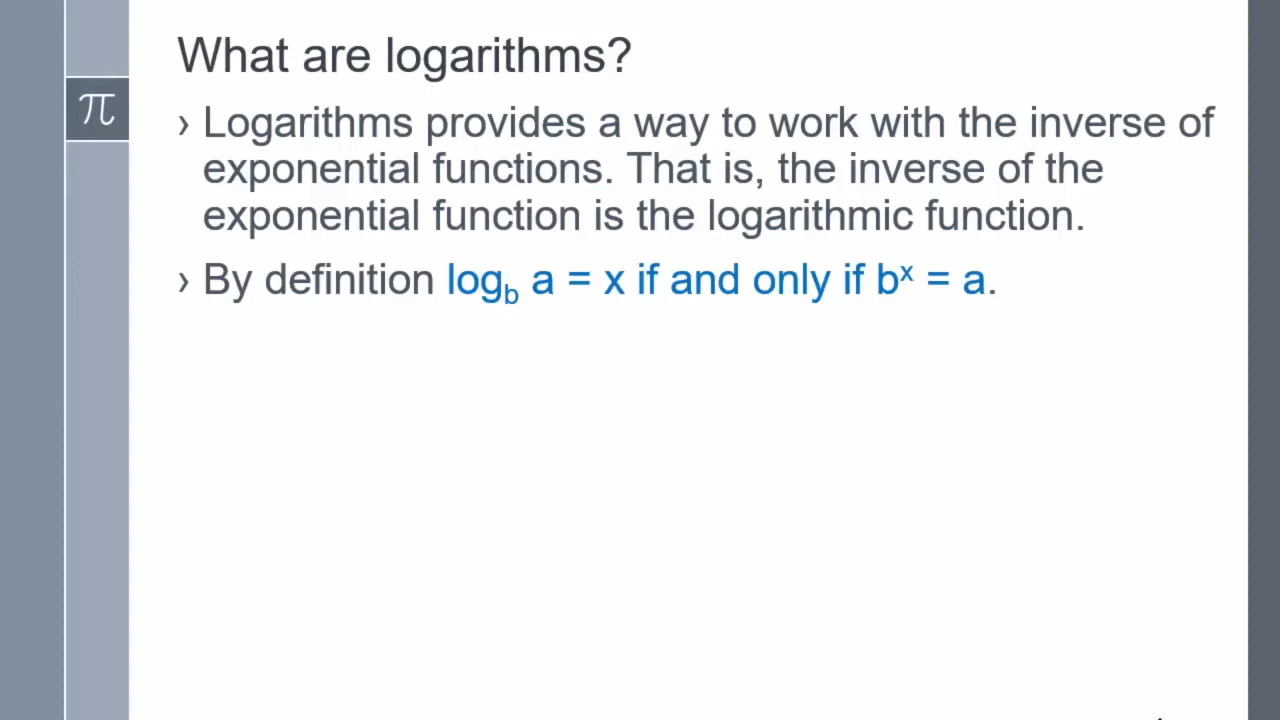 What are logarithms?
π
› Logarithms provides a way to work with the inverse of
exponential functions. That is, the inverse of the
exponential function is the logarithmic function.
› By definition log_b a = x if and only if b^x = a.